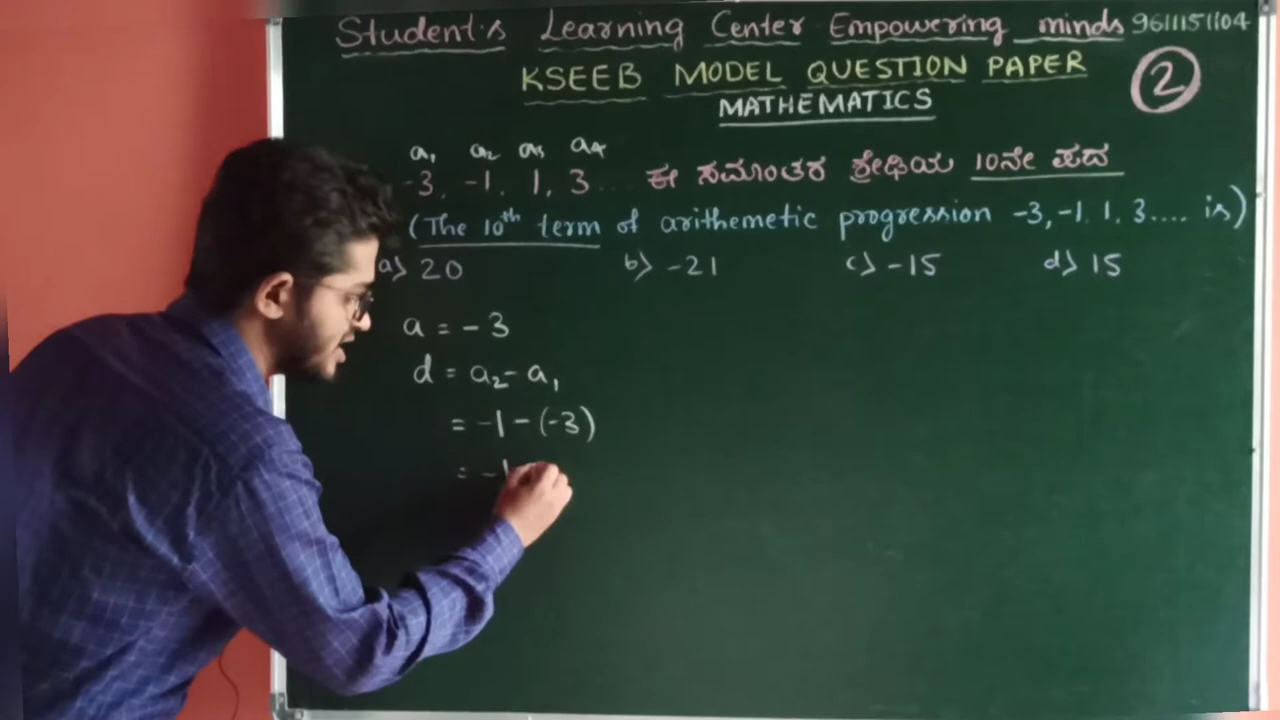 Student's Learning Center Empowering minds 9611151104
KSEEB MODEL QUESTION PAPER
MATHEMATICS
2
a₁ a₂ a₃ a₄
-3, -1, 1, 3... ಈ ಸಮಾಂತರ ಶ್ರೇಢಿಯ 10ನೇ ಪದ
(The 10th term of arithemetic progression -3, -1, 1, 3.... is)
a) 20 b) -21 c) -15 d) 15
a = -3
d = a₂ - a₁
= -1 - (-3)
= -1